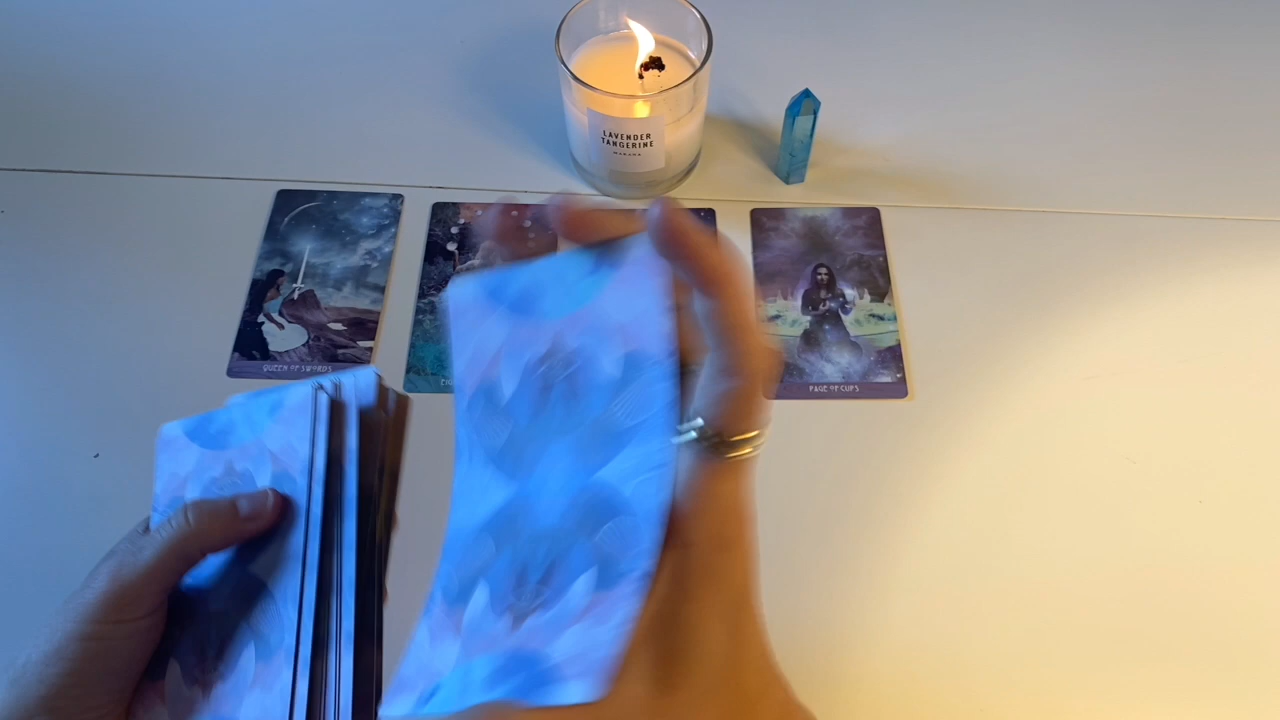 LAVENDER
TANGERINE
QUEEN OF SWORDS
PAGE OF CUPS